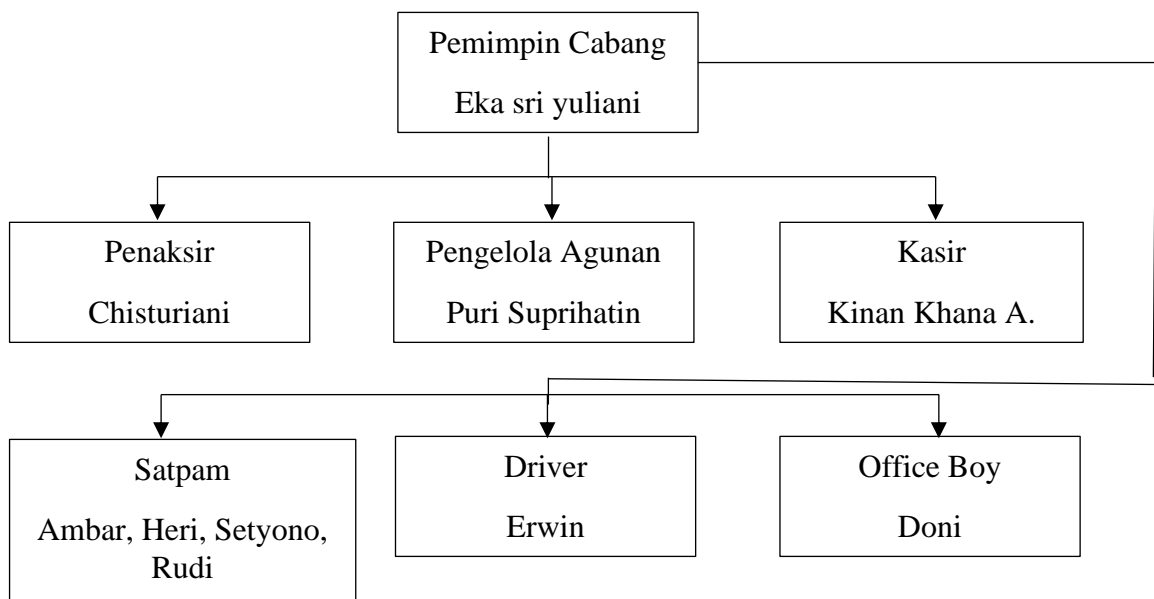 Pemimpin Cabang
Eka sri yuliani
Penaksir
Chisturiani
Pengelola Agunan
Puri Suprihatin
Kasir
Kinan Khana A.
Satpam
Ambar, Heri, Setyono,
Rudi
Driver
Erwin
Office Boy
Doni